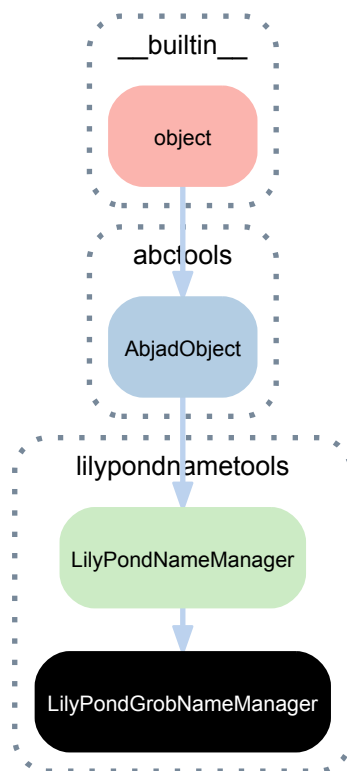 __builtin__
object
abctools
AbjadObject
lilypondnametools
LilyPondNameManager
LilyPondGrobNameManager